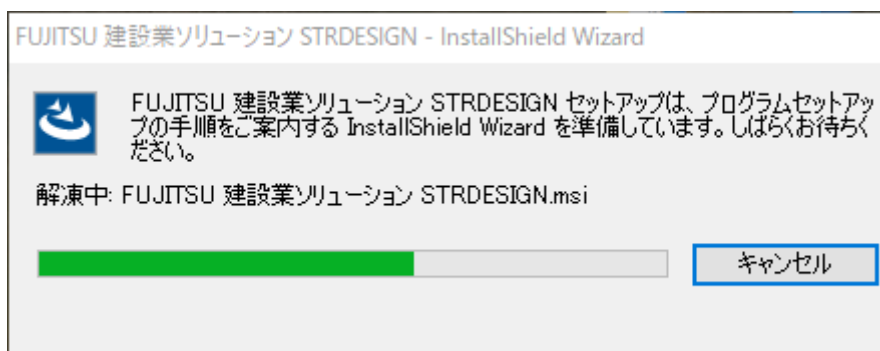 FUJITSU 建設業ソリューション STRDESIGN - InstallShield Wizard
FUJITSU 建設業ソリューション STRDESIGN セットアップは、プログラムセットアッ
プの手順をご案内する InstallShield Wizard を準備しています。しばらくお待ちく
ださい。
解凍中: FUJITSU 建設業ソリューション STRDESIGN.msi
キャンセル